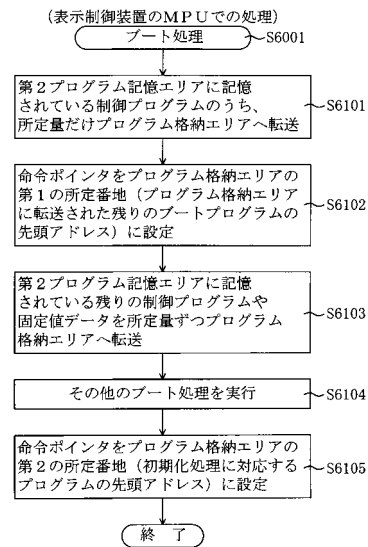 (表示制御装置のMPUでの処理)
ブート処理 S6001
第2プログラム記憶エリアに記憶
されている制御プログラムのうち、
所定量だけプログラム格納エリアへ転送
S6101
命令ポインタをプログラム格納エリアの
第1の所定番地(プログラム格納エリア
に転送された残りのブートプログラムの
先頭アドレス)に設定
S6102
第2プログラム記憶エリアに記憶
されている残りの制御プログラムや
固定値データを所定量ずつプログラム
格納エリアへ転送
S6103
その他のブート処理を実行 S6104
命令ポインタをプログラム格納エリアの
第2の所定番地(初期化処理に対応する
プログラムの先頭アドレス)に設定
S6105
終 了